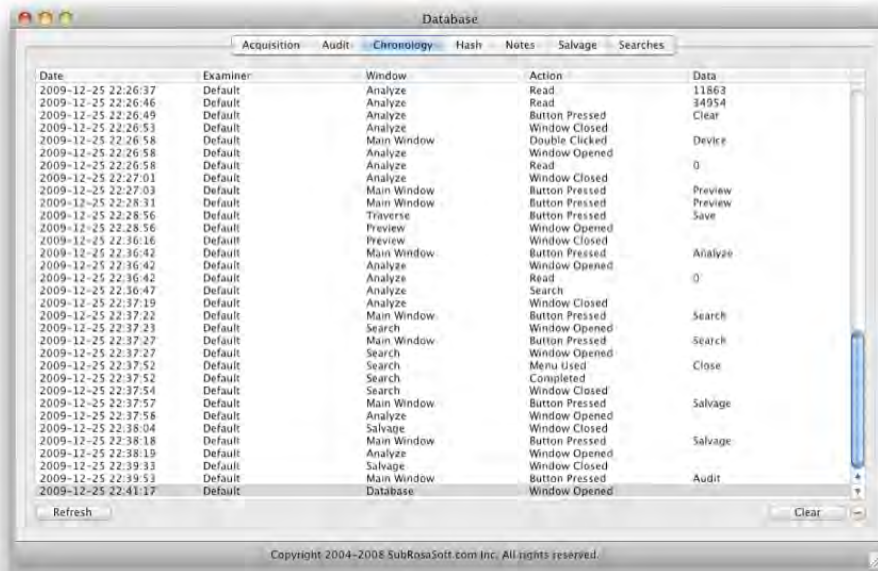 Database
Acquisition Audit Chronology Hash Notes Salvage Searches
Date Examiner Window Action Data
2009-12-25 22:26:37 Default Analyze Read 11863
2009-12-25 22:26:46 Default Analyze Read 34954
2009-12-25 22:26:49 Default Analyze Button Pressed Clear
2009-12-25 22:26:53 Default Analyze Window Closed
2009-12-25 22:26:58 Default Main Window Double Clicked Device
2009-12-25 22:26:58 Default Analyze Window Opened
2009-12-25 22:26:58 Default Analyze Read 0
2009-12-25 22:27:01 Default Analyze Window Closed
2009-12-25 22:27:03 Default Main Window Button Pressed Preview
2009-12-25 22:28:31 Default Main Window Button Pressed Preview
2009-12-25 22:28:56 Default Traverse Button Pressed Save
2009-12-25 22:28:56 Default Preview Window Opened
2009-12-25 22:36:16 Default Preview Window Closed
2009-12-25 22:36:42 Default Main Window Button Pressed Analyze
2009-12-25 22:36:42 Default Analyze Window Opened
2009-12-25 22:36:42 Default Analyze Read 0
2009-12-25 22:36:47 Default Analyze Search
2009-12-25 22:37:19 Default Analyze Window Closed
2009-12-25 22:37:22 Default Main Window Button Pressed Search
2009-12-25 22:37:23 Default Search Window Opened
2009-12-25 22:37:27 Default Main Window Button Pressed Search
2009-12-25 22:37:27 Default Search Window Opened
2009-12-25 22:37:52 Default Search Menu Used Close
2009-12-25 22:37:52 Default Search Completed
2009-12-25 22:37:54 Default Search Window Closed
2009-12-25 22:37:57 Default Main Window Button Pressed Salvage
2009-12-25 22:37:58 Default Analyze Window Opened
2009-12-25 22:38:04 Default Salvage Window Closed
2009-12-25 22:38:18 Default Main Window Button Pressed Salvage
2009-12-25 22:38:19 Default Analyze Window Opened
2009-12-25 22:39:33 Default Salvage Window Closed
2009-12-25 22:39:53 Default Main Window Button Pressed Audit
2009-12-25 22:41:17 Default Database Window Opened
Refresh Clear
Copyright 2004-2008 SubRosaSoft.com Inc. All rights reserved.